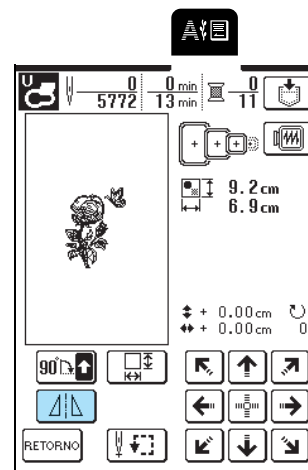 A
U
0 0 min 0
5772 13 min 11
9.2 cm
6.9 cm
+ 0.00 cm
+ 0.00 cm 0
90°
RETORNO